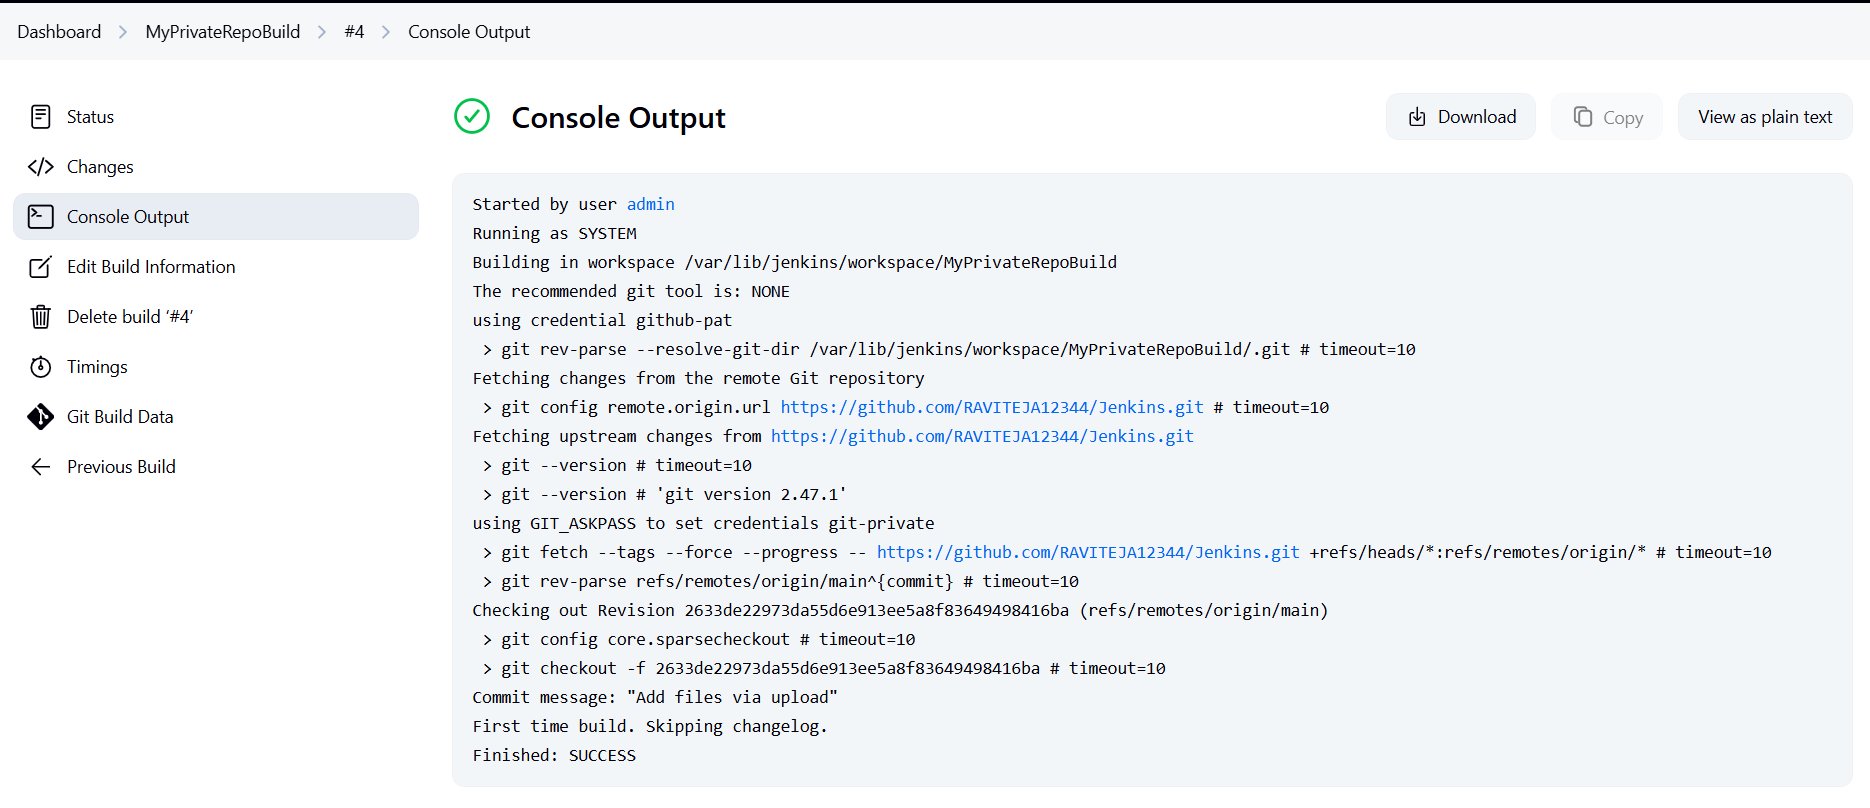 Dashboard > MyPrivateRepoBuild > #4 > Console Output
Status
Changes
Console Output
Edit Build Information
Delete build ‘#4’
Timings
Git Build Data
Previous Build
Console Output
Download
Copy
View as plain text
Started by user admin
Running as SYSTEM
Building in workspace /var/lib/jenkins/workspace/MyPrivateRepoBuild
The recommended git tool is: NONE
using credential github-pat
 > git rev-parse --resolve-git-dir /var/lib/jenkins/workspace/MyPrivateRepoBuild/.git # timeout=10
Fetching changes from the remote Git repository
 > git config remote.origin.url https://github.com/RAVITEJA12344/Jenkins.git # timeout=10
Fetching upstream changes from https://github.com/RAVITEJA12344/Jenkins.git
 > git --version # timeout=10
 > git --version # 'git version 2.47.1'
using GIT_ASKPASS to set credentials git-private
 > git fetch --tags --force --progress -- https://github.com/RAVITEJA12344/Jenkins.git +refs/heads/*:refs/remotes/origin/* # timeout=10
 > git rev-parse refs/remotes/origin/main^{commit} # timeout=10
Checking out Revision 2633de22973da55d6e913ee5a8f83649498416ba (refs/remotes/origin/main)
 > git config core.sparsecheckout # timeout=10
 > git checkout -f 2633de22973da55d6e913ee5a8f83649498416ba # timeout=10
Commit message: "Add files via upload"
First time build. Skipping changelog.
Finished: SUCCESS